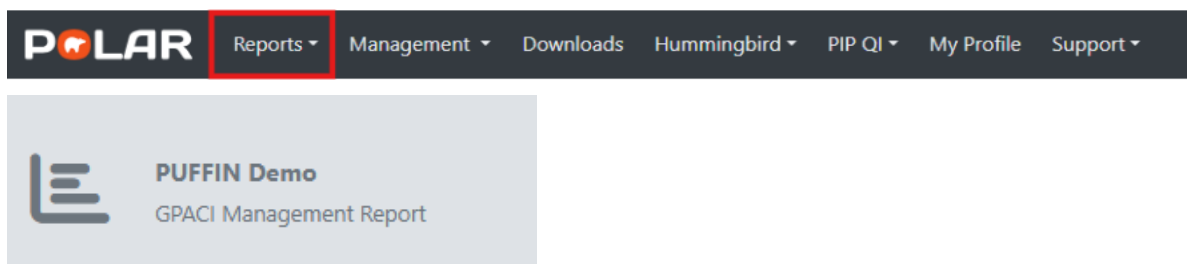 POLAR Reports Management Downloads Hummingbird PIP QI My Profile Support
PUFFIN Demo
GPACI Management Report